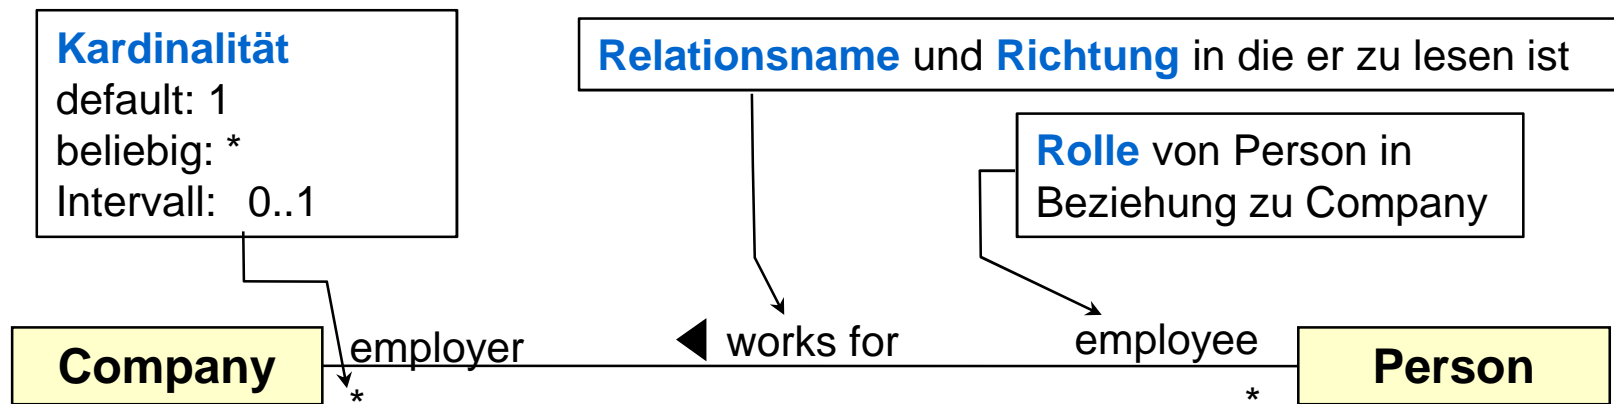 Kardinalität
default: 1
beliebig: *
Intervall: 0..1
Relationsname und Richtung in die er zu lesen ist
Rolle von Person in
Beziehung zu Company
Company
employer
*
works for
employee
*
Person